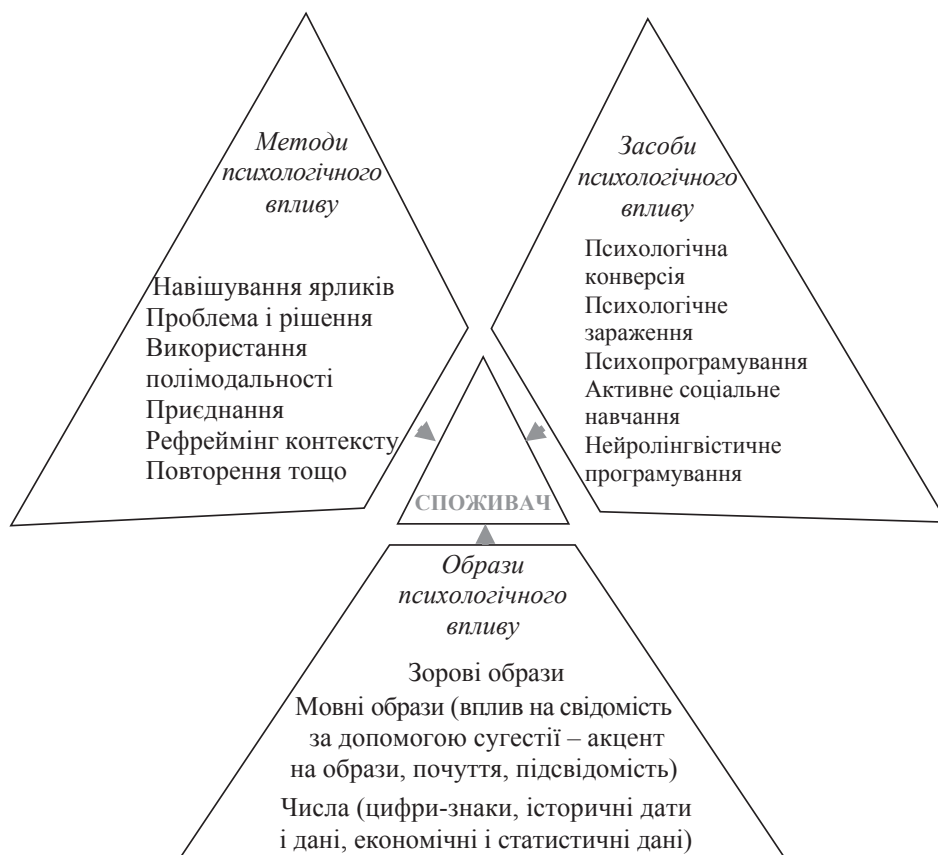 Методи
психологічного
впливу
Навішування ярликів
Проблема і рішення
Використання
полімодальності
Приєднання
Рефреймінг контексту
Повторення тощо
Засоби
психологічного
впливу
Психологічна
конверсія
Психологічне
зараження
Психопрограмування
Активне соціальне
навчання
Нейролінгвістичне
програмування
СПОЖИВАЧ
Образи
психологічного
впливу
Зорові образи
Мовні образи (вплив на свідомість
за допомогою сугестії – акцент
на образи, почуття, підсвідомість)
Числа (цифри-знаки, історичні дати
і дані, економічні і статистичні дані)